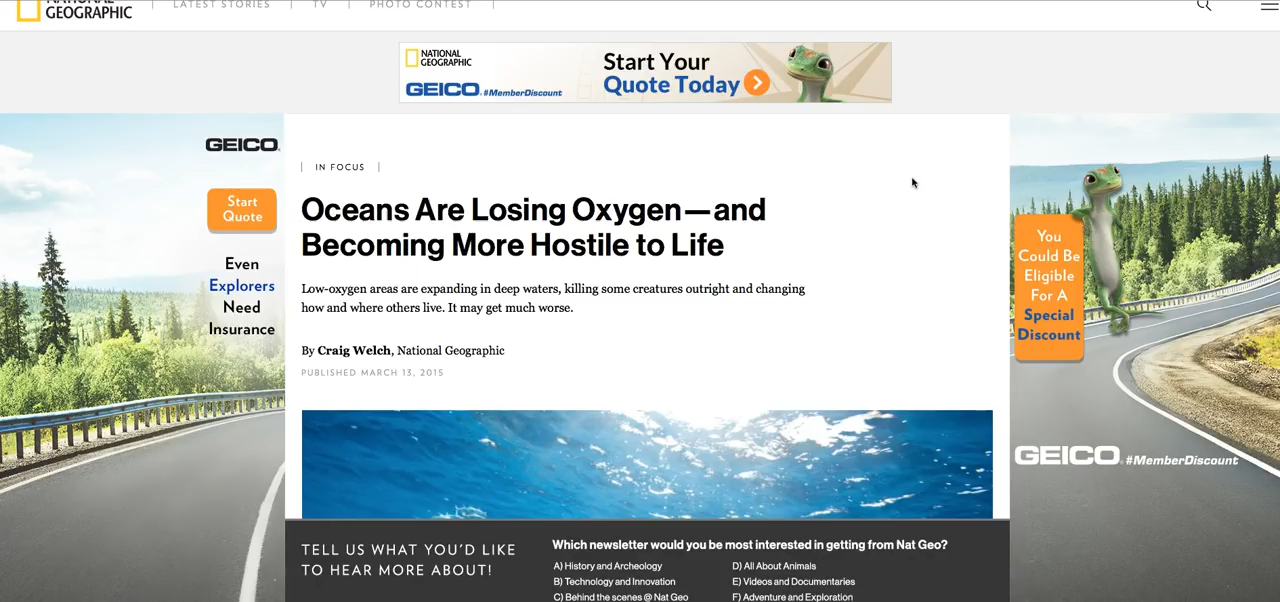 NATIONAL
GEOGRAPHIC
LATEST STORIES
TV
PHOTO CONTEST
NATIONAL
GEOGRAPHIC
GEICO #MemberDiscount
Start Your
Quote Today
GEICO
Start
Quote
Even
Explorers
Need
Insurance
IN FOCUS
Oceans Are Losing Oxygen—and
Becoming More Hostile to Life
Low-oxygen areas are expanding in deep waters, killing some creatures outright and changing
how and where others live. It may get much worse.
By Craig Welch, National Geographic
PUBLISHED MARCH 13, 2015
You
Could Be
Eligible
For A
Special
Discount
GEICO #MemberDiscount
TELL US WHAT YOU'D LIKE
TO HEAR MORE ABOUT!
Which newsletter would you be most interested in getting from Nat Geo?
A) History and Archeology
B) Technology and Innovation
C) Behind the scenes @ Nat Geo
D) All About Animals
E) Videos and Documentaries
F) Adventure and Exploration